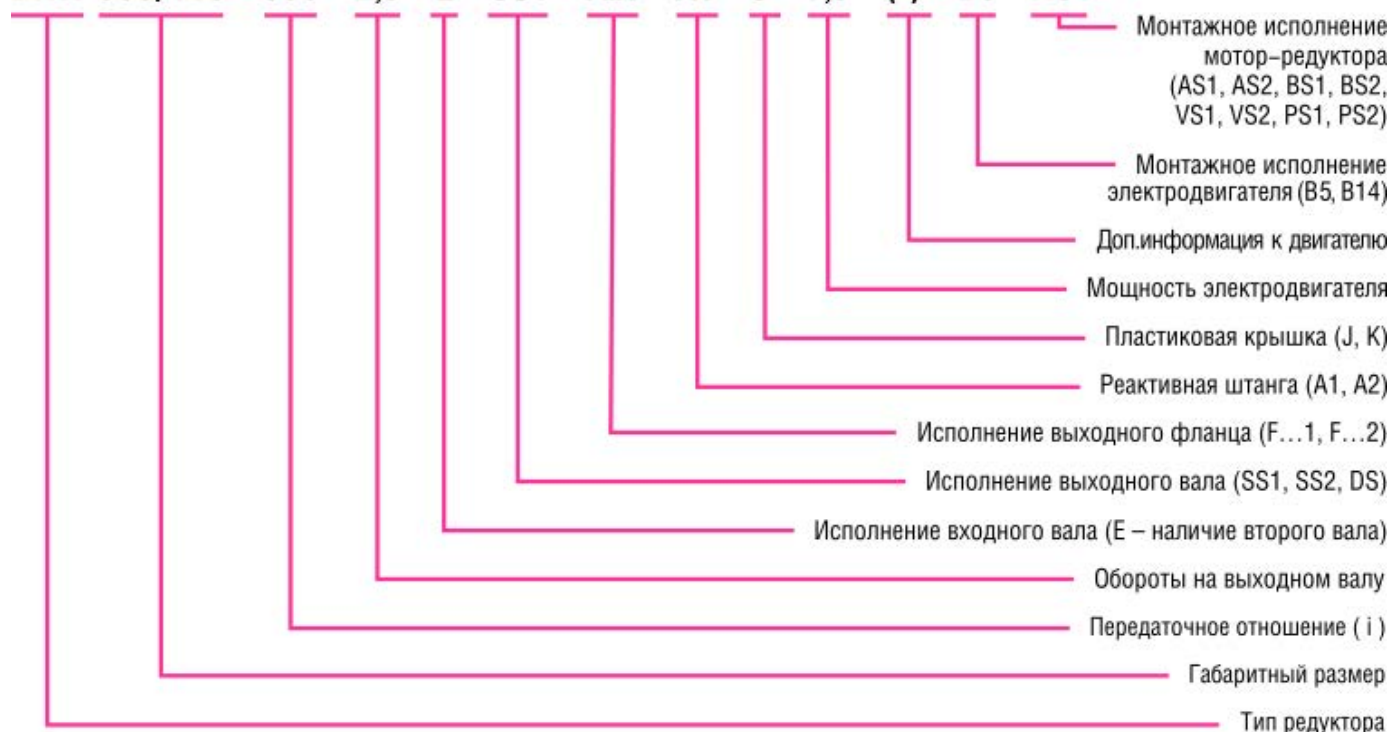 Монтажное исполнение
мотор–редуктора
(AS1, AS2, BS1, BS2,
VS1, VS2, PS1, PS2)
Монтажное исполнение
электродвигателя (B5, B14)
Доп.информация к двигателю
Мощность электродвигателя
Пластиковая крышка (J, K)
Реактивная штанга (A1, A2)
Исполнение выходного фланца (F...1, F...2)
Исполнение выходного вала (SS1, SS2, DS)
Исполнение входного вала (E – наличие второго вала)
Обороты на выходном валу
Передаточное отношение ( i )
Габаритный размер
Тип редуктора